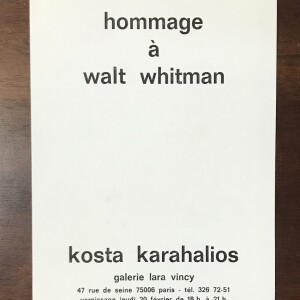 hommage
à
walt whitman
kosta karahalios
galerie lara vincy
47 rue de seine 75006 paris - tél. 326 72-51
vernissage jeudi 20 février de 18 h. à 21 h.